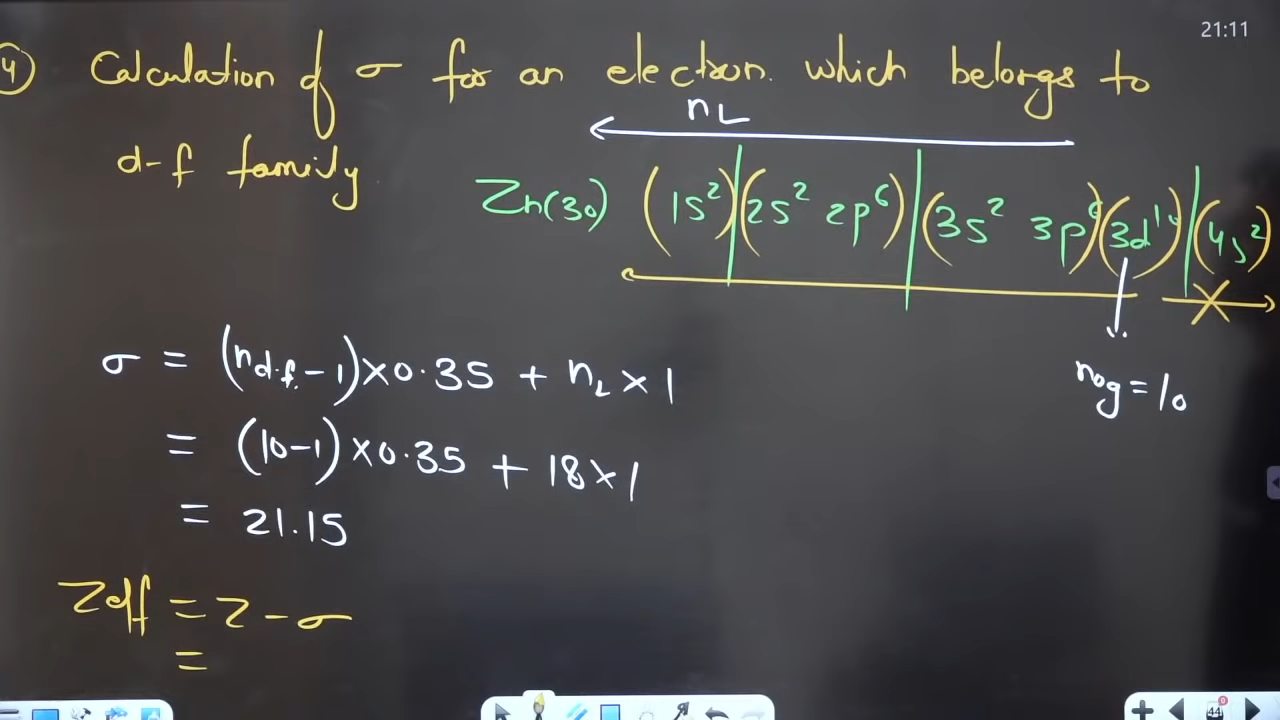 21:11
4) Calculation of σ for an electron. which belongs to
d-f family
nL
Zn(30) (1s²)(2s² 2p⁶)(3s² 3p⁶)(3d¹⁰)(4s²)
σ = (nd.f. - 1)×0.35 + nL × 1
nog = 10
= (10-1)×0.35 + 18×1
= 21.15
Zeff = Z - σ
=
44